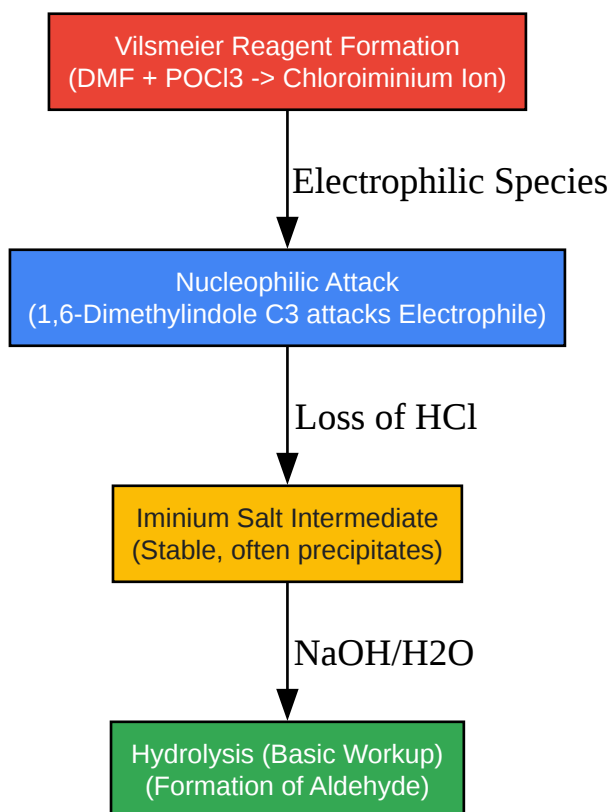 Vilsmeier Reagent Formation
(DMF + POCl3 -> Chloroiminium Ion)
Electrophilic Species
Nucleophilic Attack
(1,6-Dimethylindole C3 attacks Electrophile)
Loss of HCl
Iminium Salt Intermediate
(Stable, often precipitates)
NaOH/H2O
Hydrolysis (Basic Workup)
(Formation of Aldehyde)